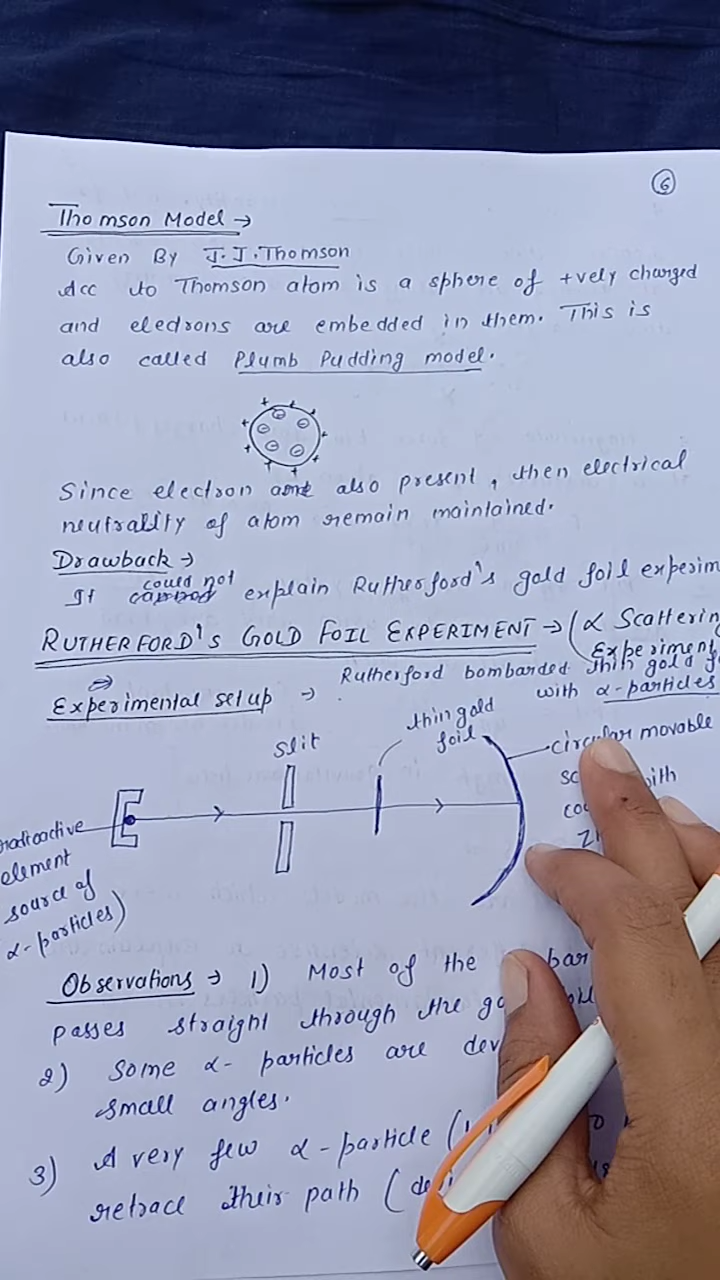 6
Thomson Model →
Given By J.J.Thomson
Acc to Thomson atom is a sphere of +vely charged
and eledrons are embedded in them. This is
also called Plumb Pudding model.
Since electron are also present, then electrical
neutrality of atom remain maintained.
Drawback →
It could not explain Rutherford's gold foil experim
RUTHERFORD'S GOLD FOIL EXPERIMENT → (α Scatterin
Experiment
Rutherford bombarded thin gold f
Experimental set up → with α-particles
thin gold
foil
slit
circular movable
radioactive
element
source of
α-particles)
Observations → 1) Most of the
passes straight through the
2) Some α- particles are
small angles.
3) A very few α-particle
retrace their path